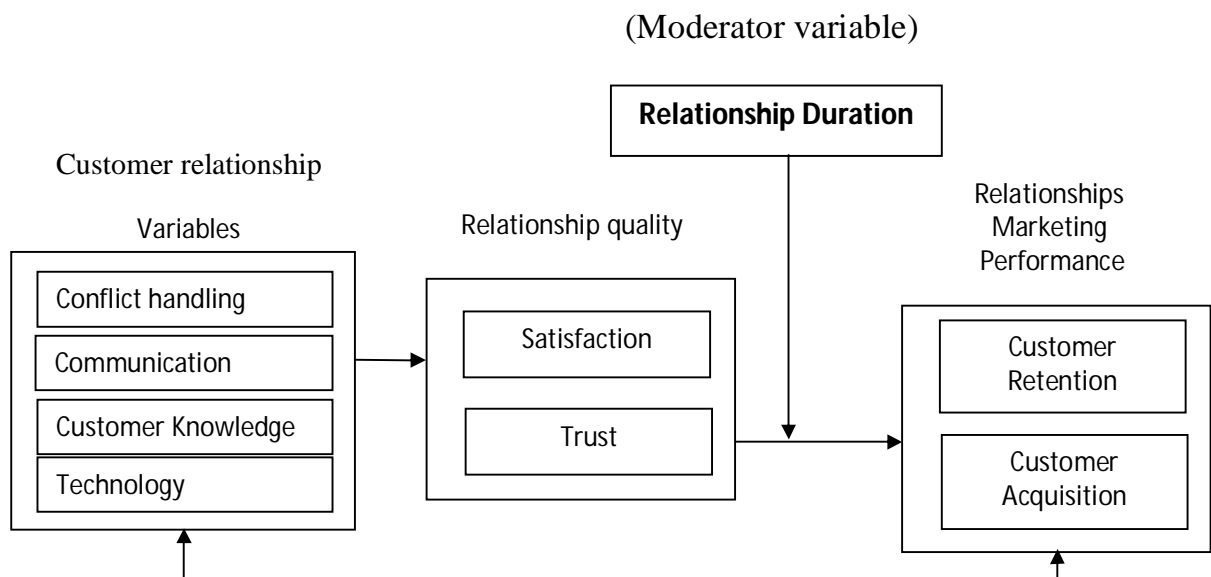 (Moderator variable)
Relationship Duration
Customer relationship
Variables
Conflict handling
Communication
Customer Knowledge
Technology
Relationship quality
Satisfaction
Trust
Relationships
Marketing
Performance
Customer
Retention
Customer
Acquisition